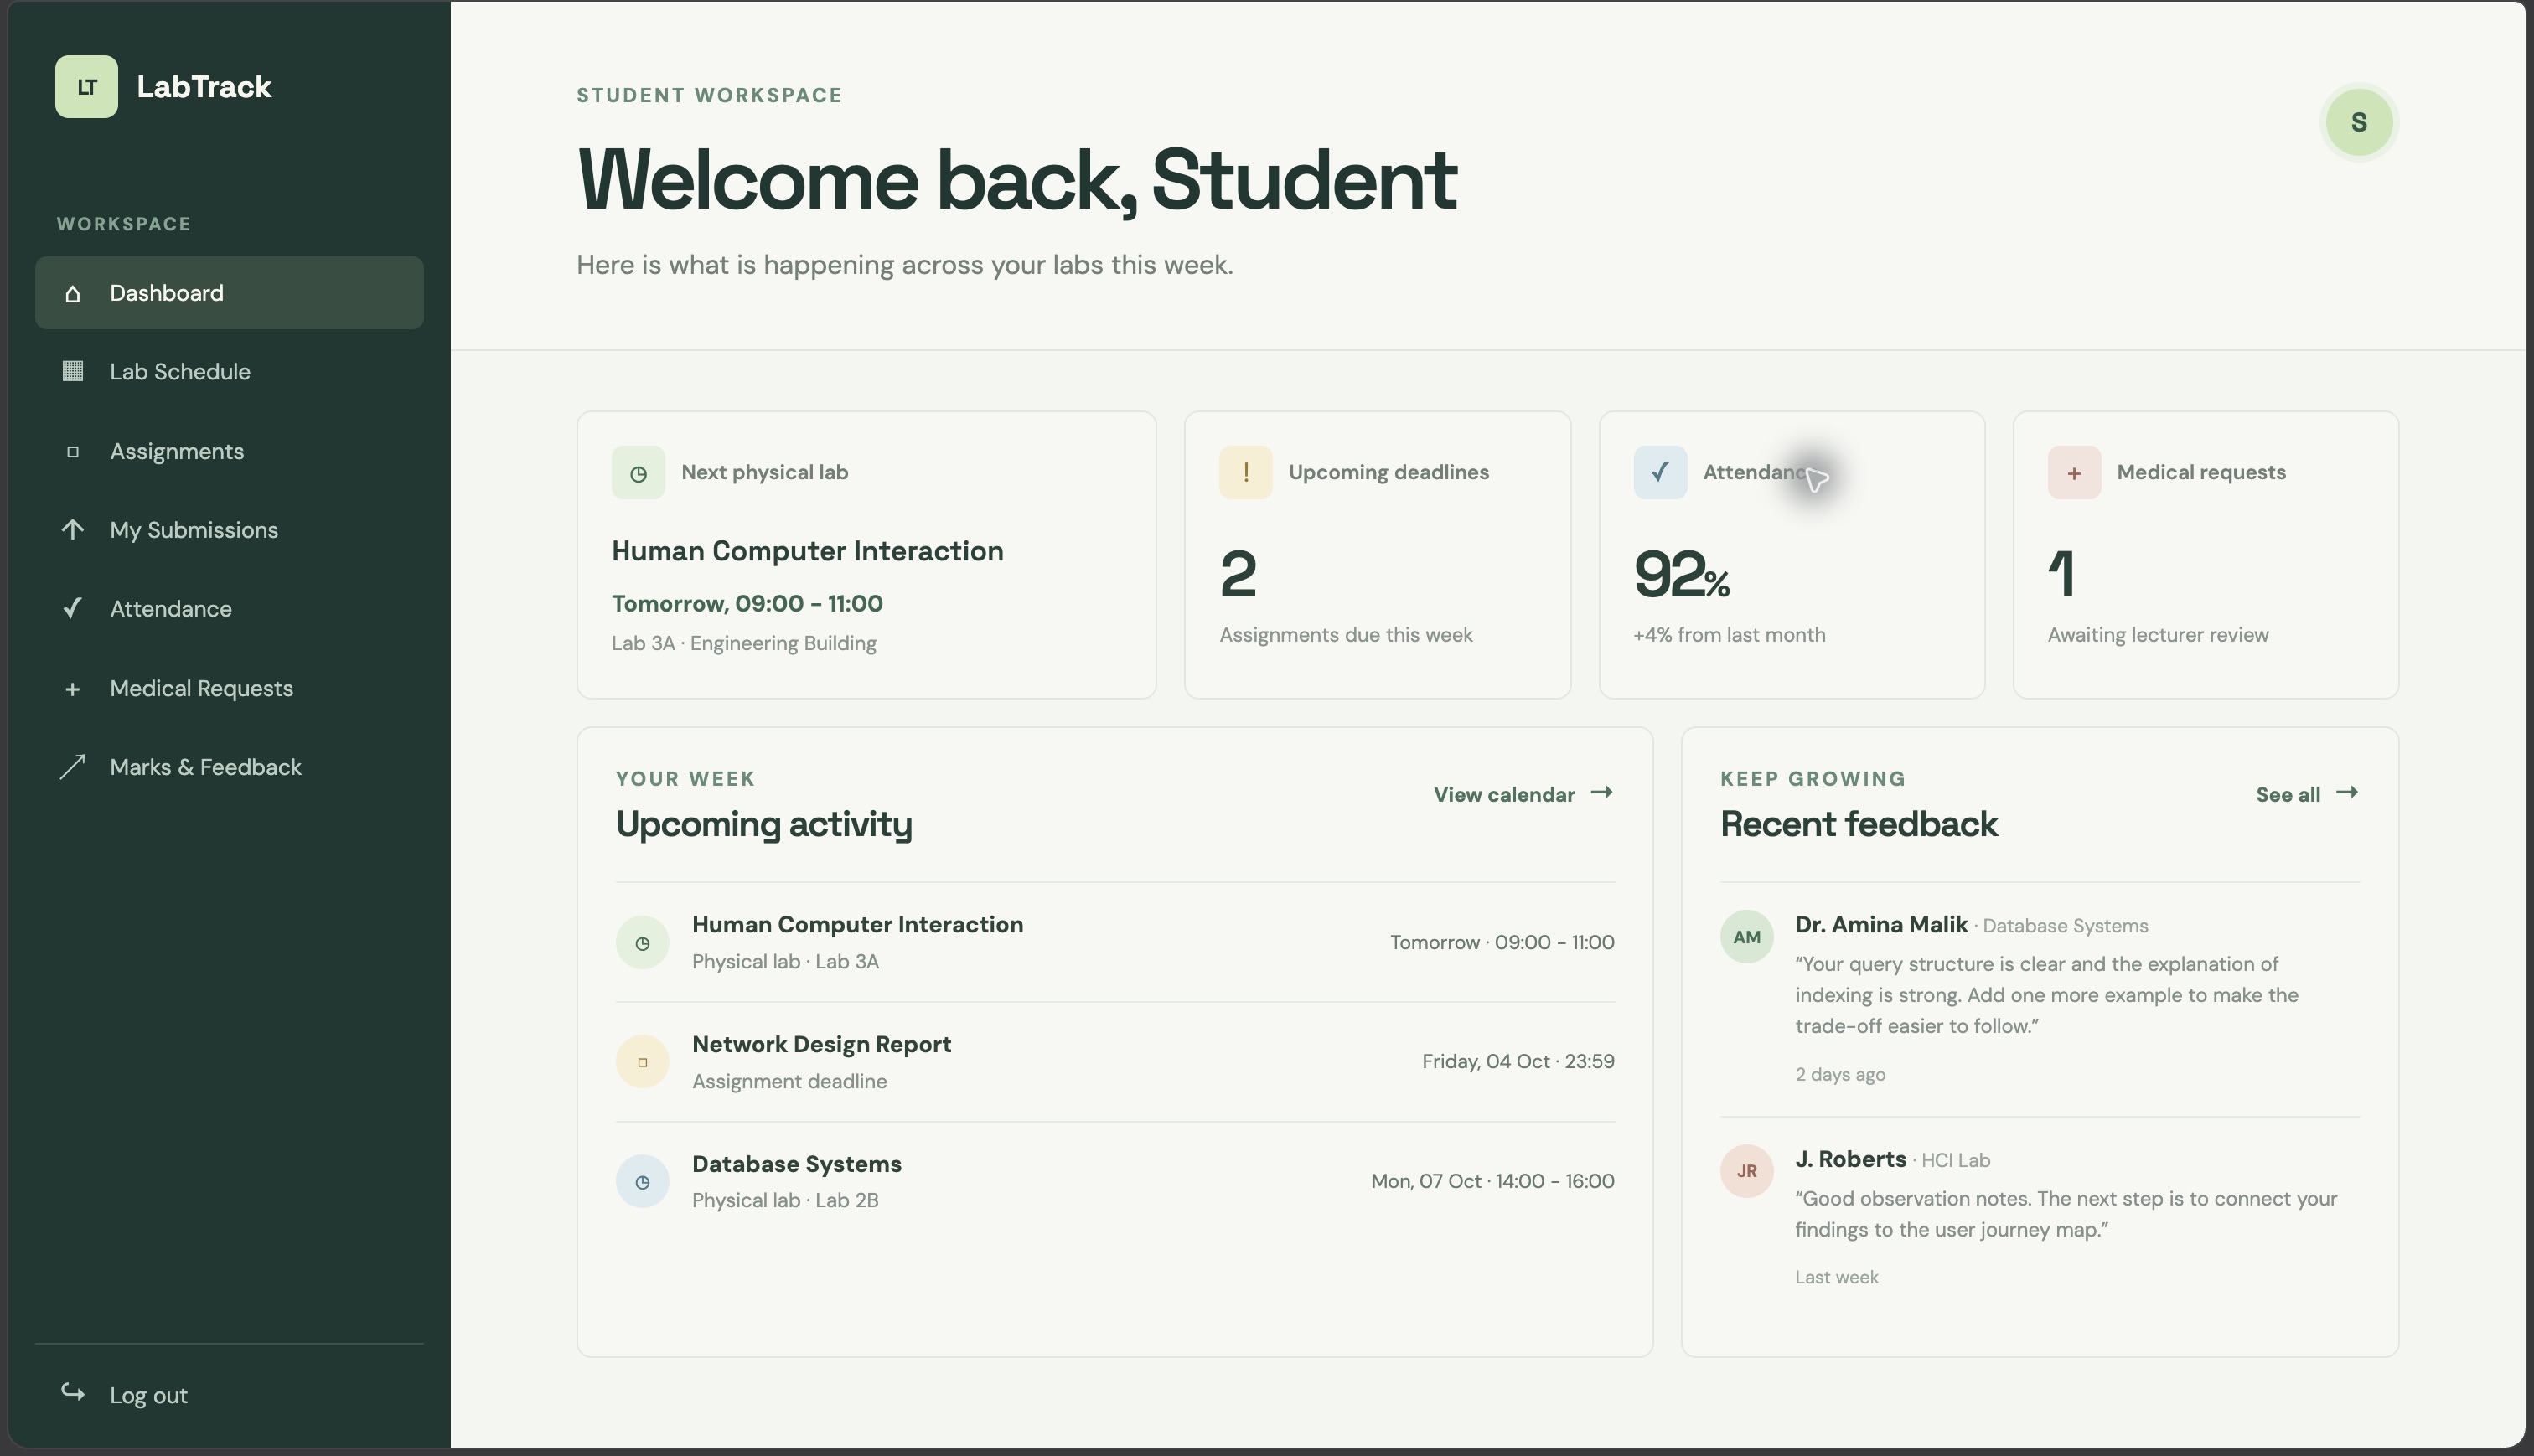 LT
LabTrack
WORKSPACE
Dashboard
Lab Schedule
Assignments
My Submissions
Attendance
Medical Requests
Marks & Feedback
Log out
STUDENT WORKSPACE
S
Welcome back, Student
Here is what is happening across your labs this week.
Next physical lab
Human Computer Interaction
Tomorrow, 09:00 – 11:00
Lab 3A · Engineering Building
! Upcoming deadlines
2
Assignments due this week
✓ Attendanc
92%
+4% from last month
+ Medical requests
1
Awaiting lecturer review
YOUR WEEK
Upcoming activity
View calendar →
Human Computer Interaction
Physical lab · Lab 3A
Tomorrow · 09:00 – 11:00
Network Design Report
Assignment deadline
Friday, 04 Oct · 23:59
Database Systems
Physical lab · Lab 2B
Mon, 07 Oct · 14:00 – 16:00
KEEP GROWING
Recent feedback
See all →
AM
Dr. Amina Malik · Database Systems
“Your query structure is clear and the explanation of
indexing is strong. Add one more example to make the
trade-off easier to follow.”
2 days ago
JR
J. Roberts · HCI Lab
“Good observation notes. The next step is to connect your
findings to the user journey map.”
Last week